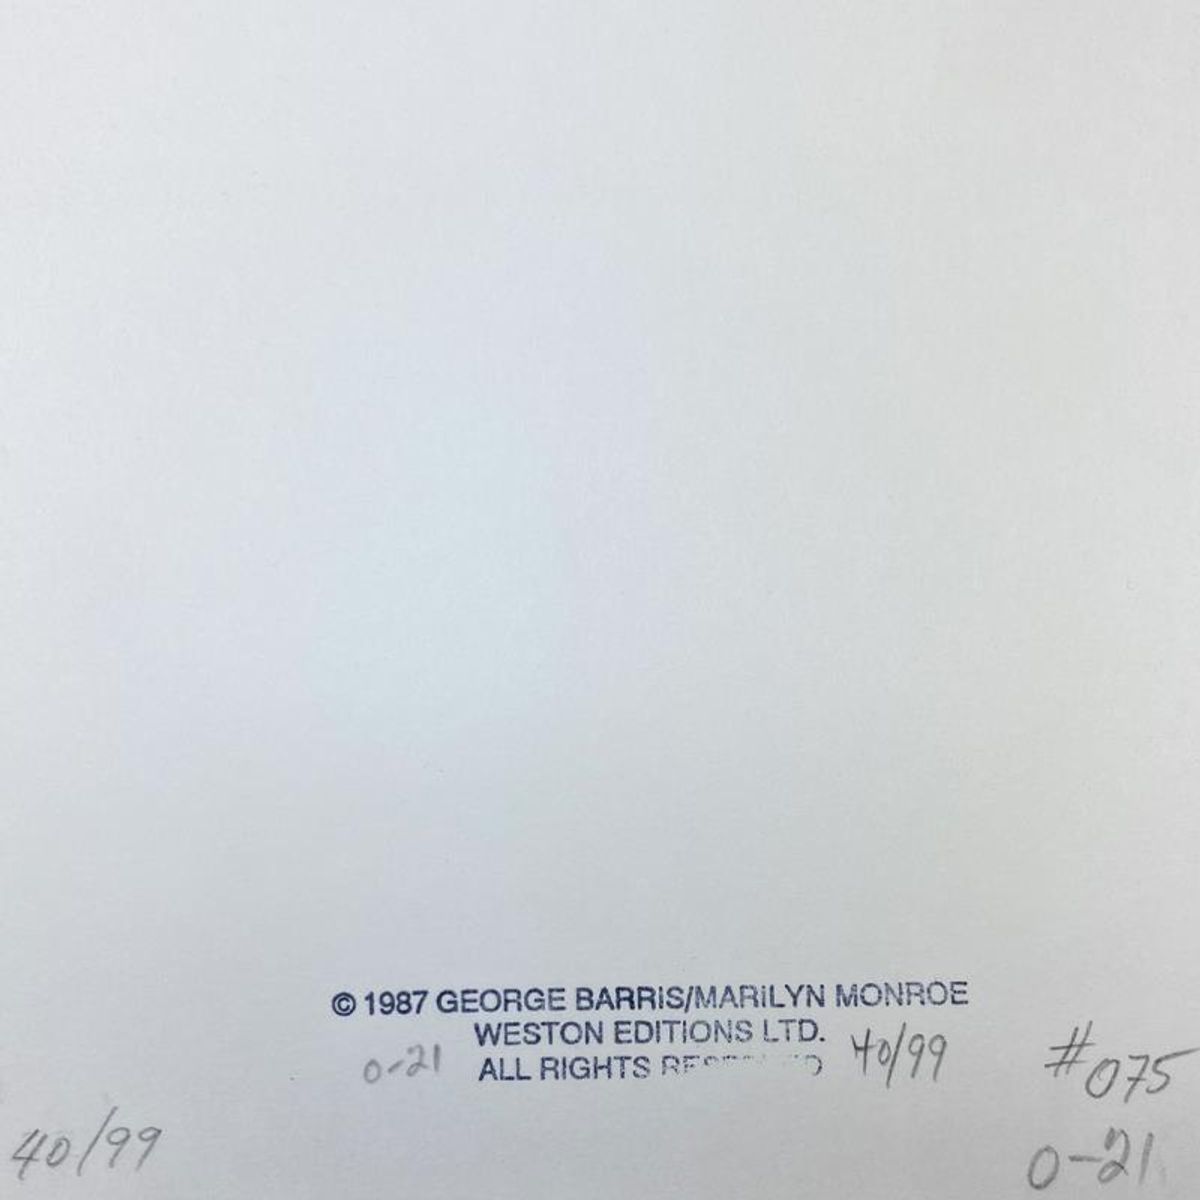 © 1987 GEORGE BARRIS/MARiLYN MONROE
WESTON EDITIONS LTD.
0-21 ALL RIGHTS 40/99
#075
40/99
0-21